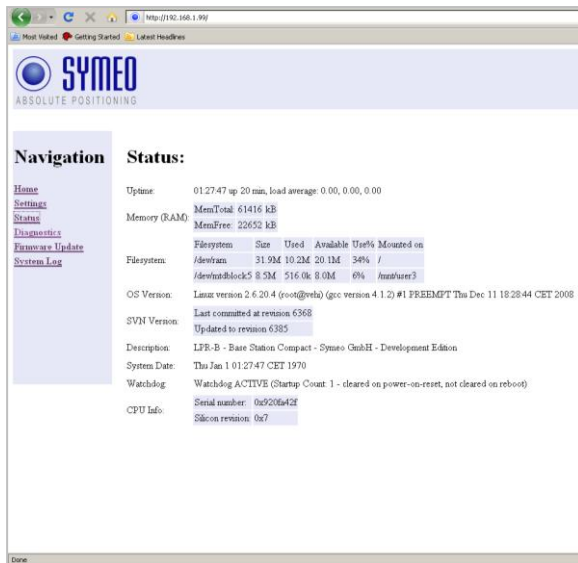 http://192.168.1.99/
Most Visited Getting Started Latest Headlines
SYMEO
ABSOLUTE POSITIONING
Navigation
Home
Settings
Status
Diagnostics
Firmware Update
System Log
Status:
Uptime: 01:27:47 up 20 min, load average: 0.00, 0.00, 0.00
Memory (RAM): MemTotal: 61416 kB
MemFree: 22652 kB
Filesystem: Filesystem Size Used Available Use% Mounted on
/dev/ram 31.9M 10.2M 20.1M 34% /
/dev/mtdblock5 8.5M 516.0k 8.0M 6% /mnt/user3
OS Version: Linux version 2.6.20.4 (root@vehi) (gcc version 4.1.2) #1 PREEMPT Thu Dec 11 18:28:44 CET 2008
SVN Version: Last committed at revision 6368
Updated to revision 6385
Description: LPR-B - Base Station Compact - Symeo GmbH - Development Edition
System Date: Thu Jan 1 01:27:47 CET 1970
Watchdog: Watchdog ACTIVE (Startup Count: 1 - cleared on power-on-reset, not cleared on reboot)
CPU Info: Serial number: 0x920fa42f
Silicon revision: 0x7
Done